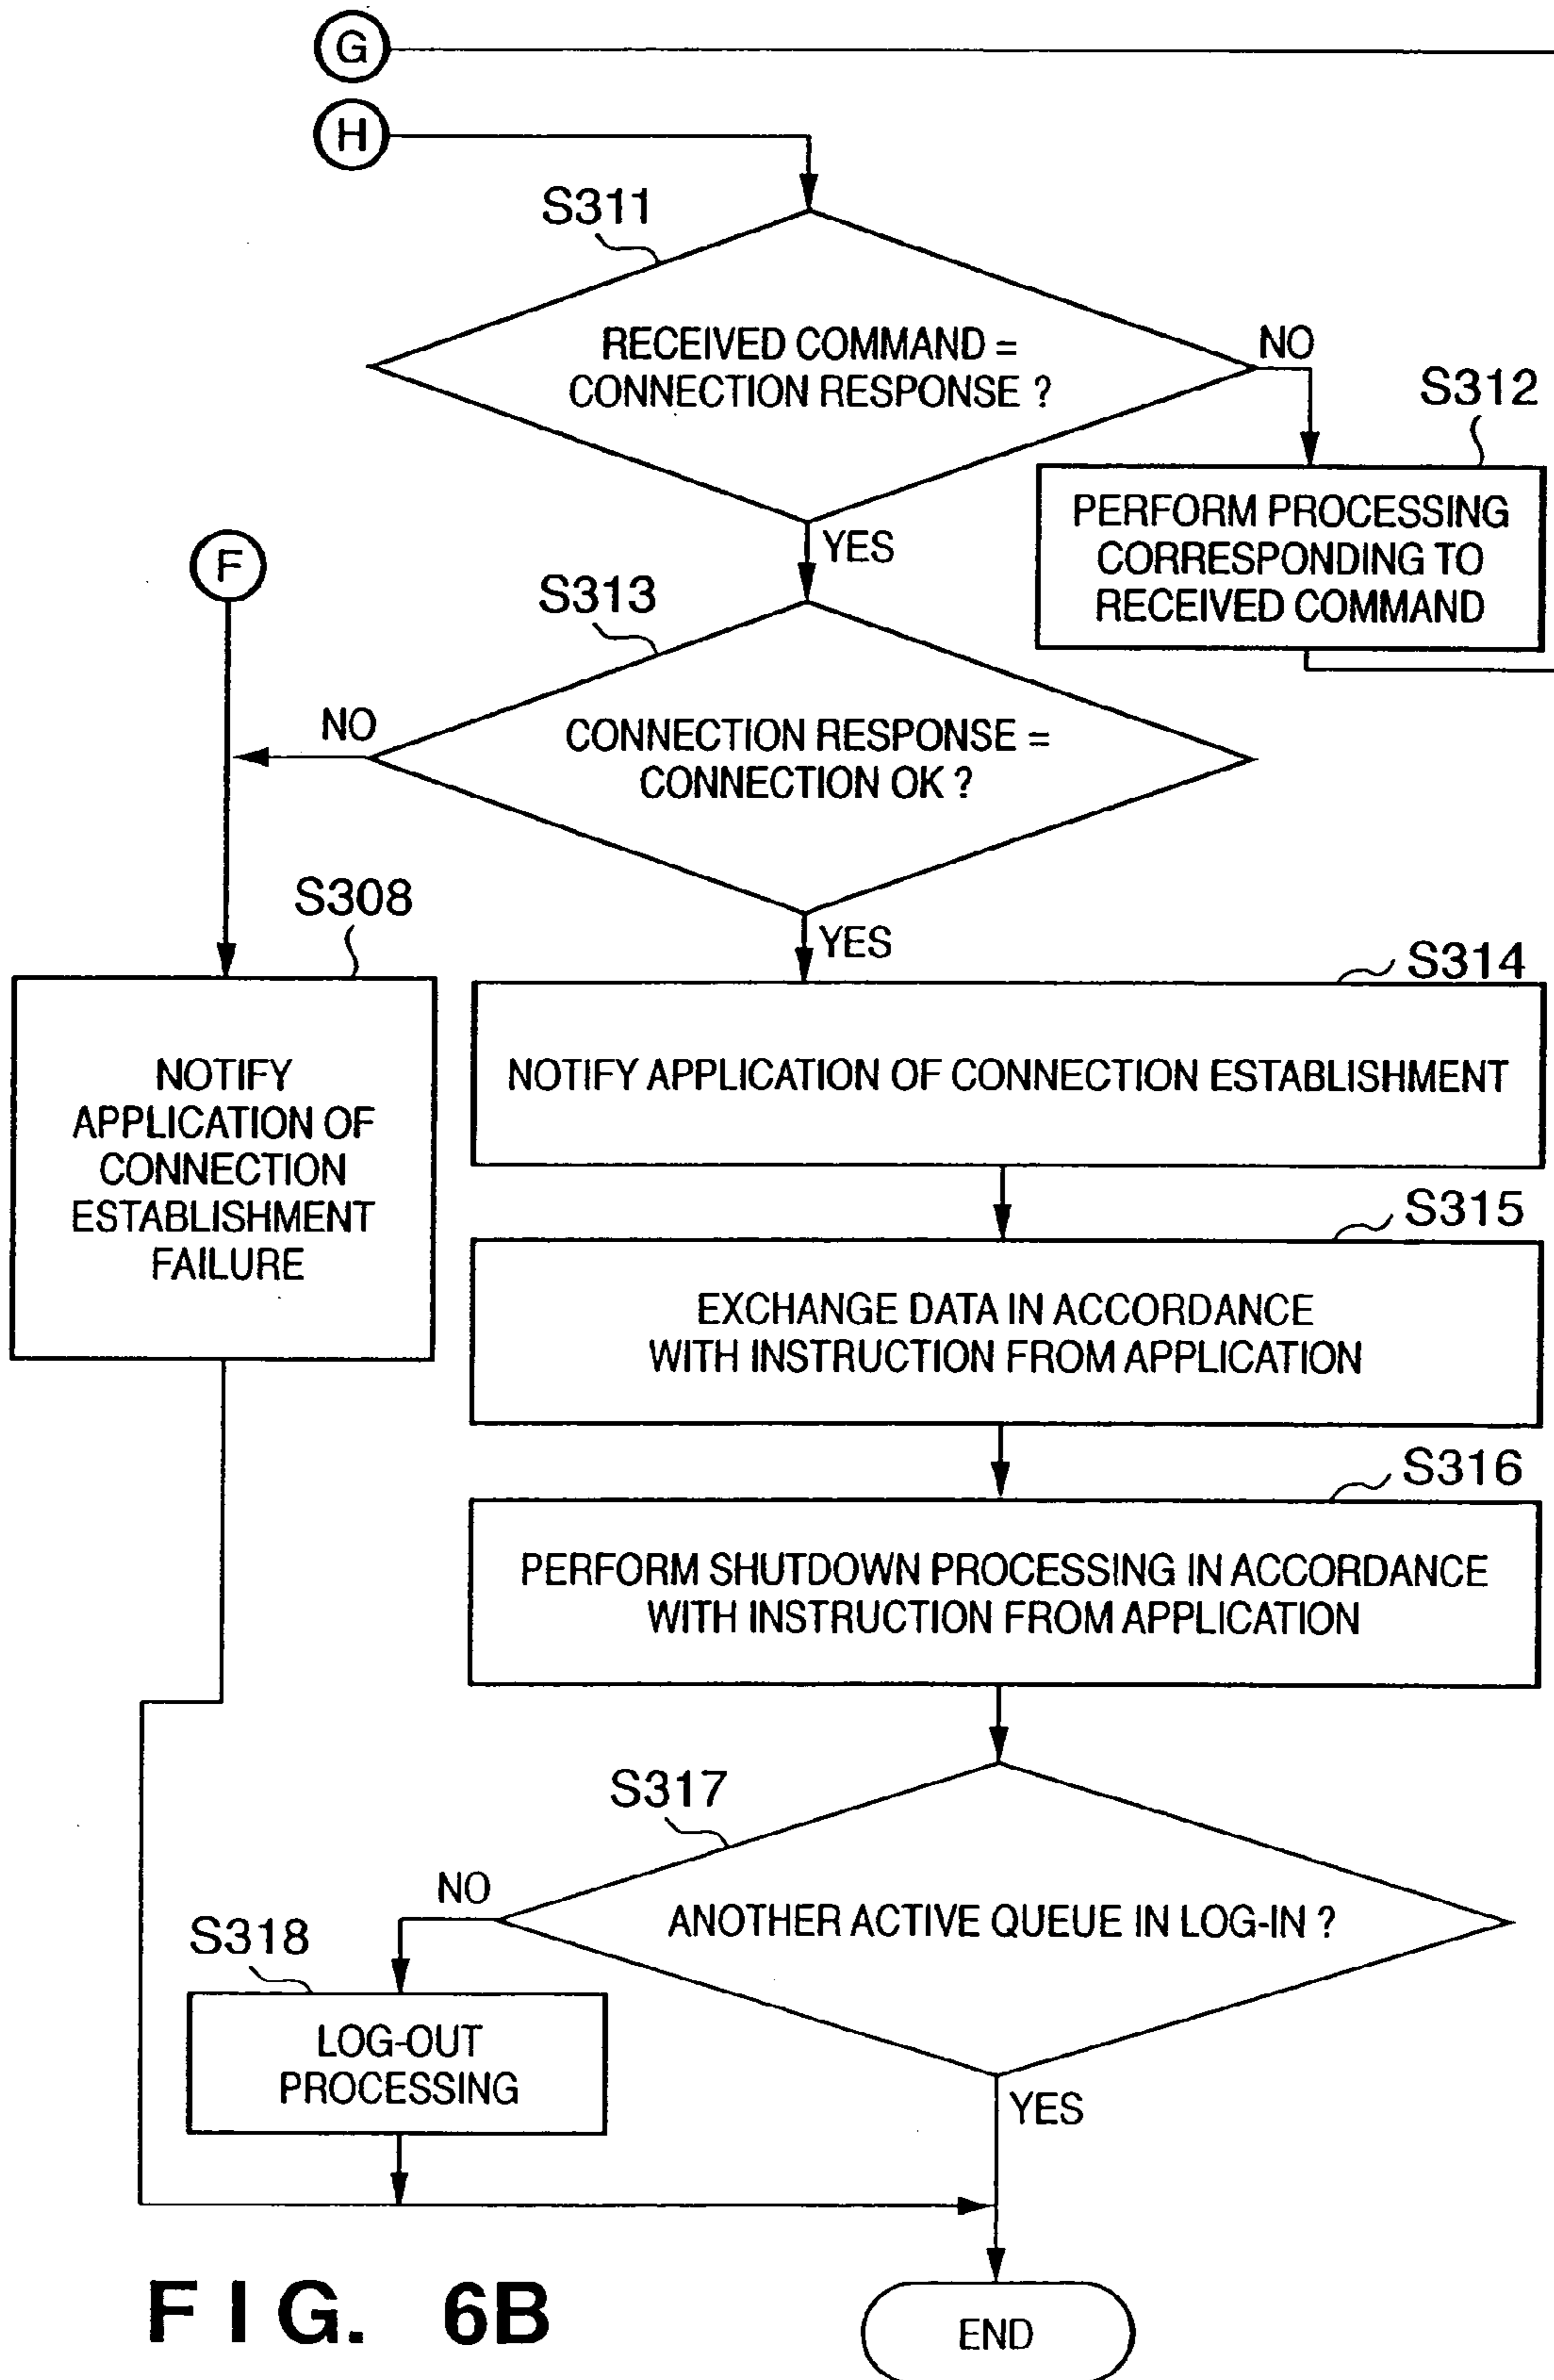 G
H
S311
RECEIVED COMMAND =
CONNECTION RESPONSE ?
NO
S312
PERFORM PROCESSING
CORRESPONDING TO
RECEIVED COMMAND
YES
F
S313
NO
CONNECTION RESPONSE =
CONNECTION OK ?
YES
S308
NOTIFY
APPLICATION OF
CONNECTION
ESTABLISHMENT
FAILURE
S314
NOTIFY APPLICATION OF CONNECTION ESTABLISHMENT
S315
EXCHANGE DATA IN ACCORDANCE
WITH INSTRUCTION FROM APPLICATION
S316
PERFORM SHUTDOWN PROCESSING IN ACCORDANCE
WITH INSTRUCTION FROM APPLICATION
S317
NO
ANOTHER ACTIVE QUEUE IN LOG-IN ?
S318
LOG-OUT
PROCESSING
YES
END
FIG. 6B